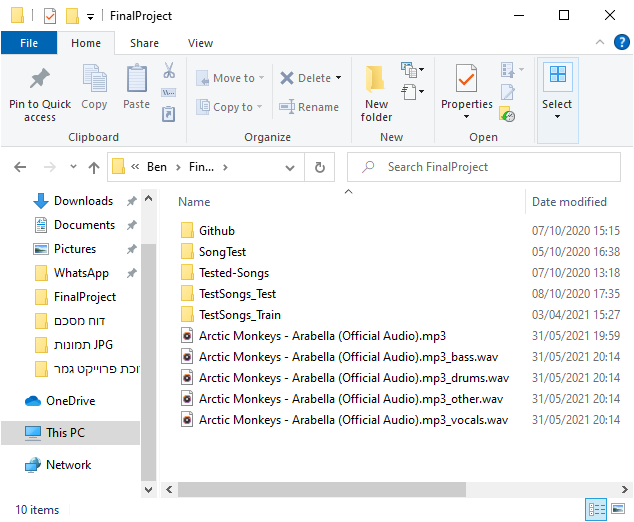 FinalProject
File Home Share View
Pin to Quick access
Copy
Paste
Clipboard
Move to
Copy to
Delete
Rename
Organize
New folder
New
Properties
Open
Select
Ben Fin...
Search FinalProject
Downloads
Documents
Pictures
WhatsApp
FinalProject
דוח מסכם
תמונות JPG
וכת פרוייקט גמר
OneDrive
This PC
Network
Name Date modified
Github 07/10/2020 15:15
SongTest 05/10/2020 16:38
Tested-Songs 07/10/2020 13:18
TestSongs_Test 08/10/2020 17:35
TestSongs_Train 03/04/2021 15:27
Arctic Monkeys - Arabella (Official Audio).mp3 31/05/2021 19:59
Arctic Monkeys - Arabella (Official Audio).mp3_bass.wav 31/05/2021 20:14
Arctic Monkeys - Arabella (Official Audio).mp3_drums.wav 31/05/2021 20:14
Arctic Monkeys - Arabella (Official Audio).mp3_other.wav 31/05/2021 20:14
Arctic Monkeys - Arabella (Official Audio).mp3_vocals.wav 31/05/2021 20:14
10 items